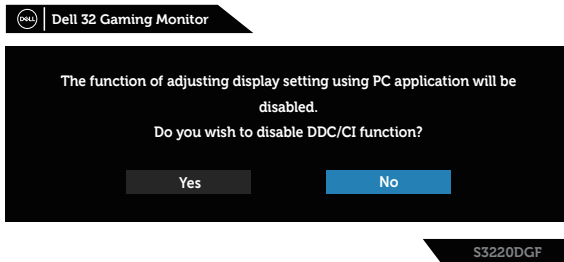 DELL
Dell 32 Gaming Monitor
The function of adjusting display setting using PC application will be
disabled.
Do you wish to disable DDC/CI function?
Yes
No
S3220DGF